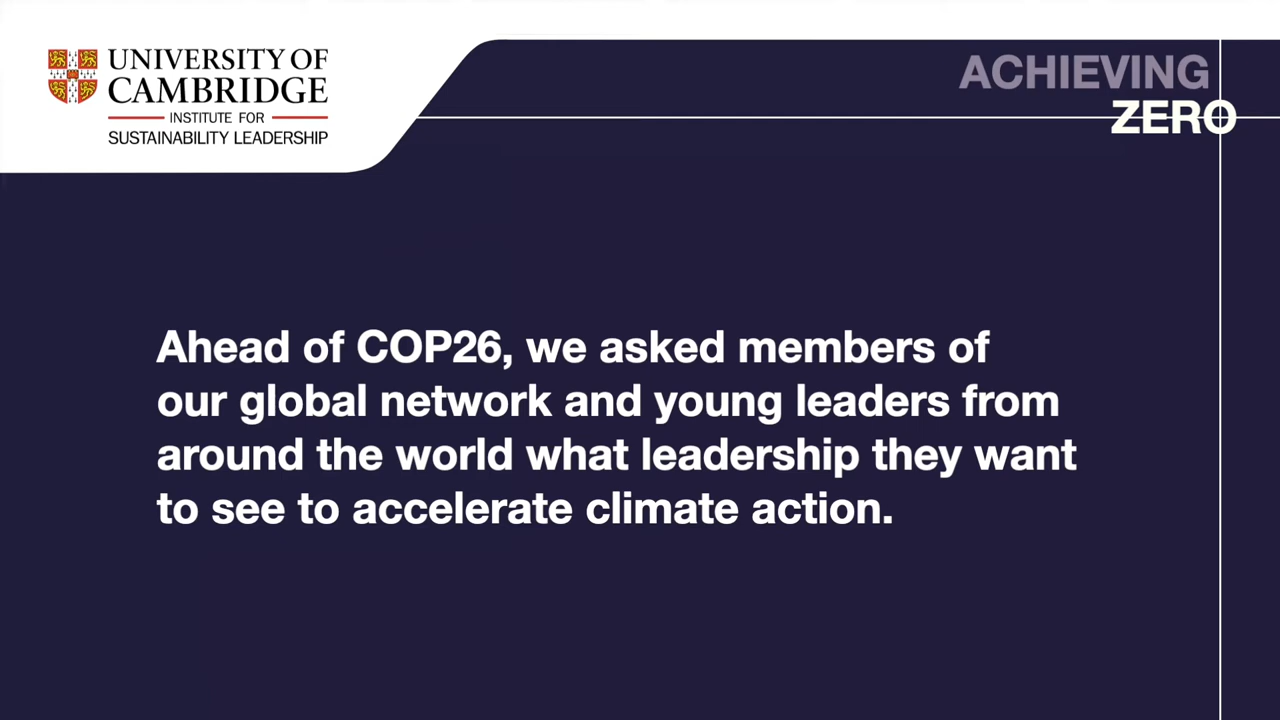 UNIVERSITY OF
CAMBRIDGE
INSTITUTE FOR
SUSTAINABILITY LEADERSHIP
ACHIEVING
ZERO
Ahead of COP26, we asked members of
our global network and young leaders from
around the world what leadership they want
to see to accelerate climate action.